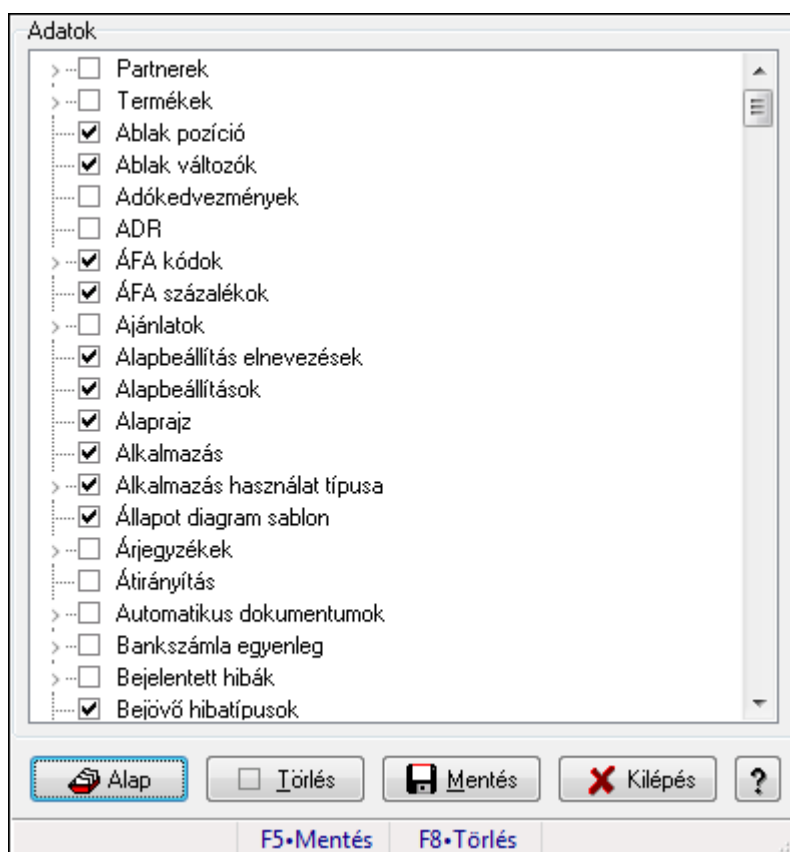 Adatok
Partnerek
Termékek
Ablak pozíció
Ablak változók
Adókedvezmények
ADR
ÁFA kódok
ÁFA százalékok
Ajánlatok
Alapbeállítás elnevezések
Alapbeállítások
Alaprajz
Alkalmazás
Alkalmazás használat típusa
Állapot diagram sablon
Árjegyzékek
Átirányítás
Automatikus dokumentumok
Bankszámla egyenleg
Bejelentett hibák
Bejövő hibatípusok
Alap Törlés Mentés Kilépés ?
F5•Mentés F8•Törlés